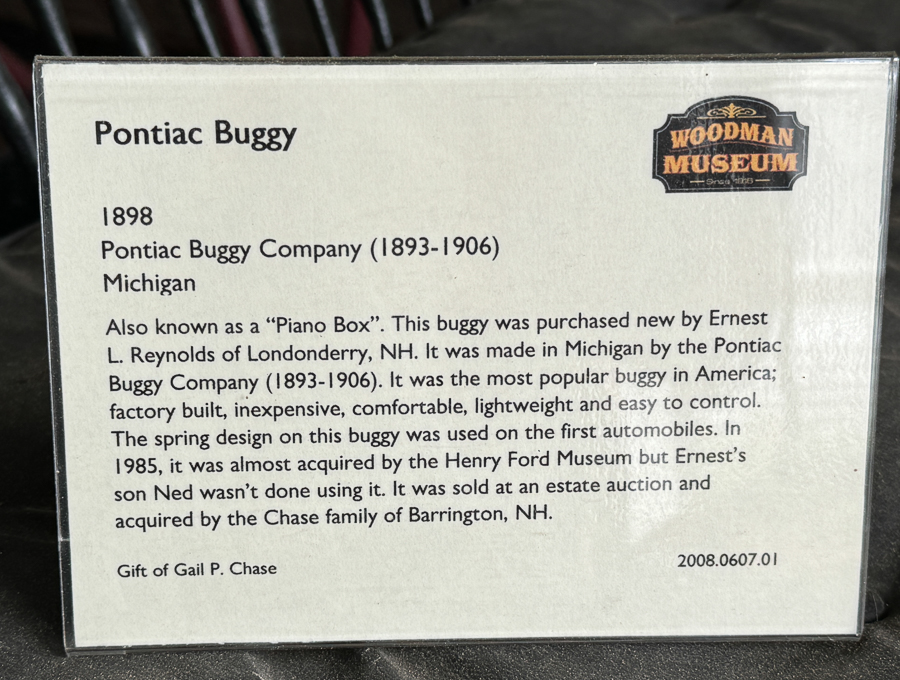 Pontiac Buggy
WOODMAN
MUSEUM
1898
Pontiac Buggy Company (1893-1906)
Michigan
Also known as a “Piano Box”. This buggy was purchased new by Ernest
L. Reynolds of Londonderry, NH. It was made in Michigan by the Pontiac
Buggy Company (1893-1906). It was the most popular buggy in America;
factory built, inexpensive, comfortable, lightweight and easy to control.
The spring design on this buggy was used on the first automobiles. In
1985, it was almost acquired by the Henry Ford Museum but Ernest’s
son Ned wasn’t done using it. It was sold at an estate auction and
acquired by the Chase family of Barrington, NH.
Gift of Gail P. Chase
2008.0607.01